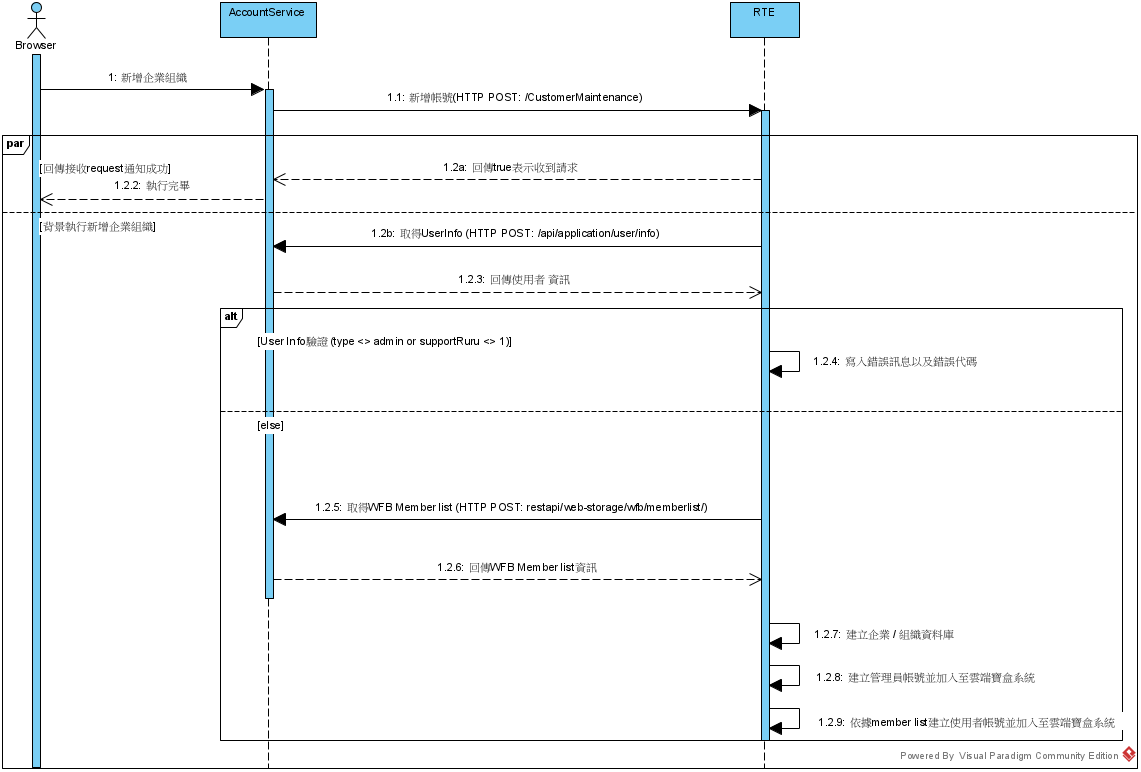 AccountService
RTE
Browser
1: 新增企業組織
1.1: 新增帳號(HTTP POST: /CustomerMaintenance)
par
[回傳接收request通知成功]
1.2a: 回傳true表示收到請求
1.2.2: 執行完畢
[背景執行新增企業組織]
1.2b: 取得UserInfo (HTTP POST: /api/application/user/info)
1.2.3: 回傳使用者 資訊
alt
[User Info驗證 (type <> admin or supportRuru <> 1)]
1.2.4: 寫入錯誤訊息以及錯誤代碼
[else]
1.2.5: 取得WFB Member list (HTTP POST: restapi/web-storage/wfb/memberlist/)
1.2.6: 回傳WFB Member list資訊
1.2.7: 建立企業 / 組織資料庫
1.2.8: 建立管理員帳號並加入至雲端寶盒系統
1.2.9: 依據member list建立使用者帳號並加入至雲端寶盒系統
Powered By Visual Paradigm Community Edition